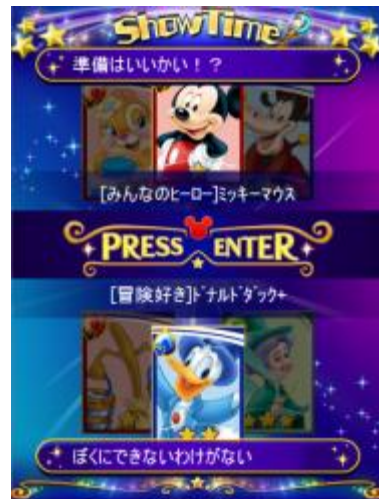 ShowTime
準備はいいかい!?
[みんなのヒーロー]ミッキーマウス
PRESS ENTER
[冒険好き]ドナルドダック+
ぼくにできないわけがない